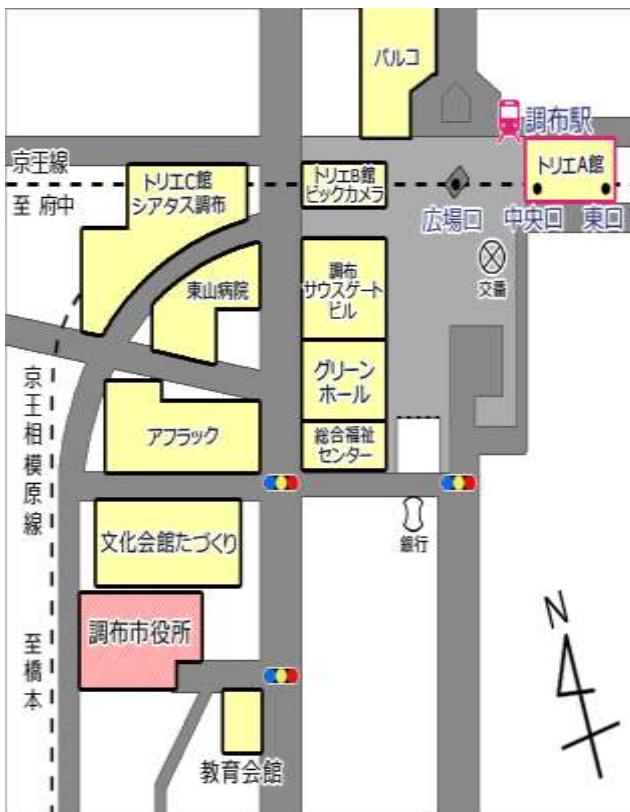 パルコ
調布駅
京王線
トリエC館
シアタス調布
トリエB館
ビックカメラ
トリエA館
至 府中
広場口
中央口
東口
交番
東山病院
調布
サウスゲート
ビル
グリーン
ホール
京王相模原線
アフラック
総合福祉
センター
銀行
文化会館たづくり
調布市役所
至橋本
教育会館
N